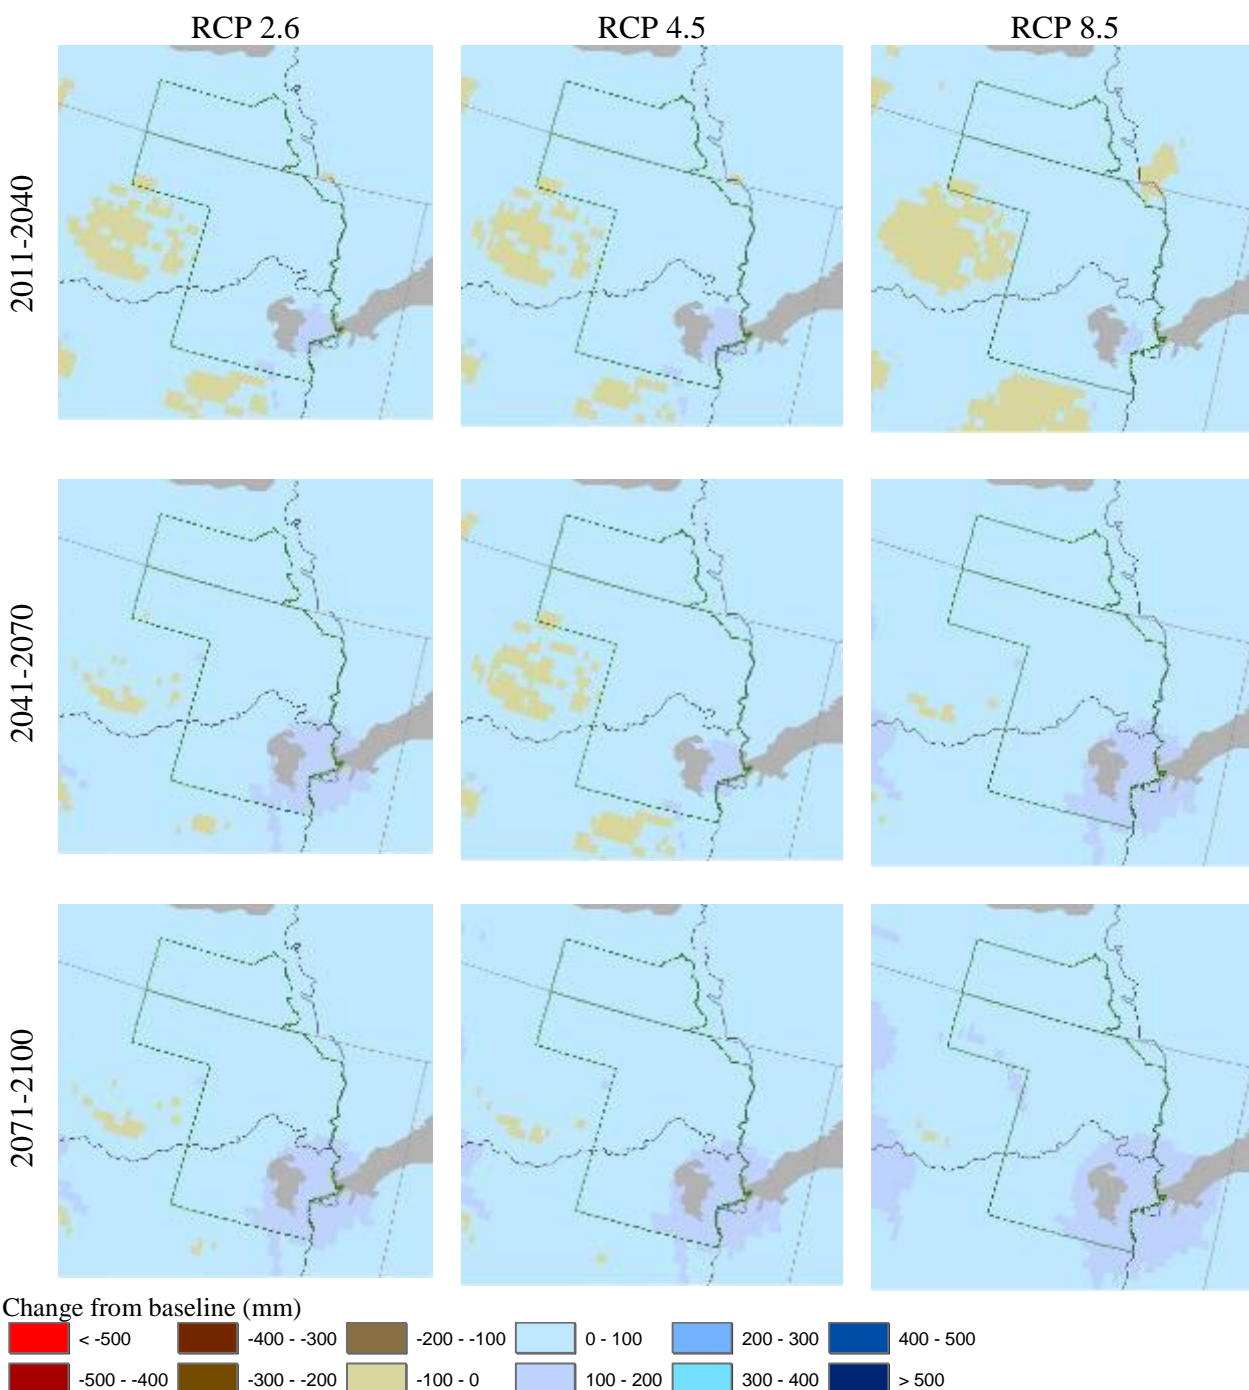 RCP 2.6 RCP 4.5 RCP 8.5
2011-2040
2041-2070
2071-2100
Change from baseline (mm)
< -500 -400 - -300 -200 - -100 0 - 100 200 - 300 400 - 500
-500 - -400 -300 - -200 -100 - 0 100 - 200 300 - 400 > 500